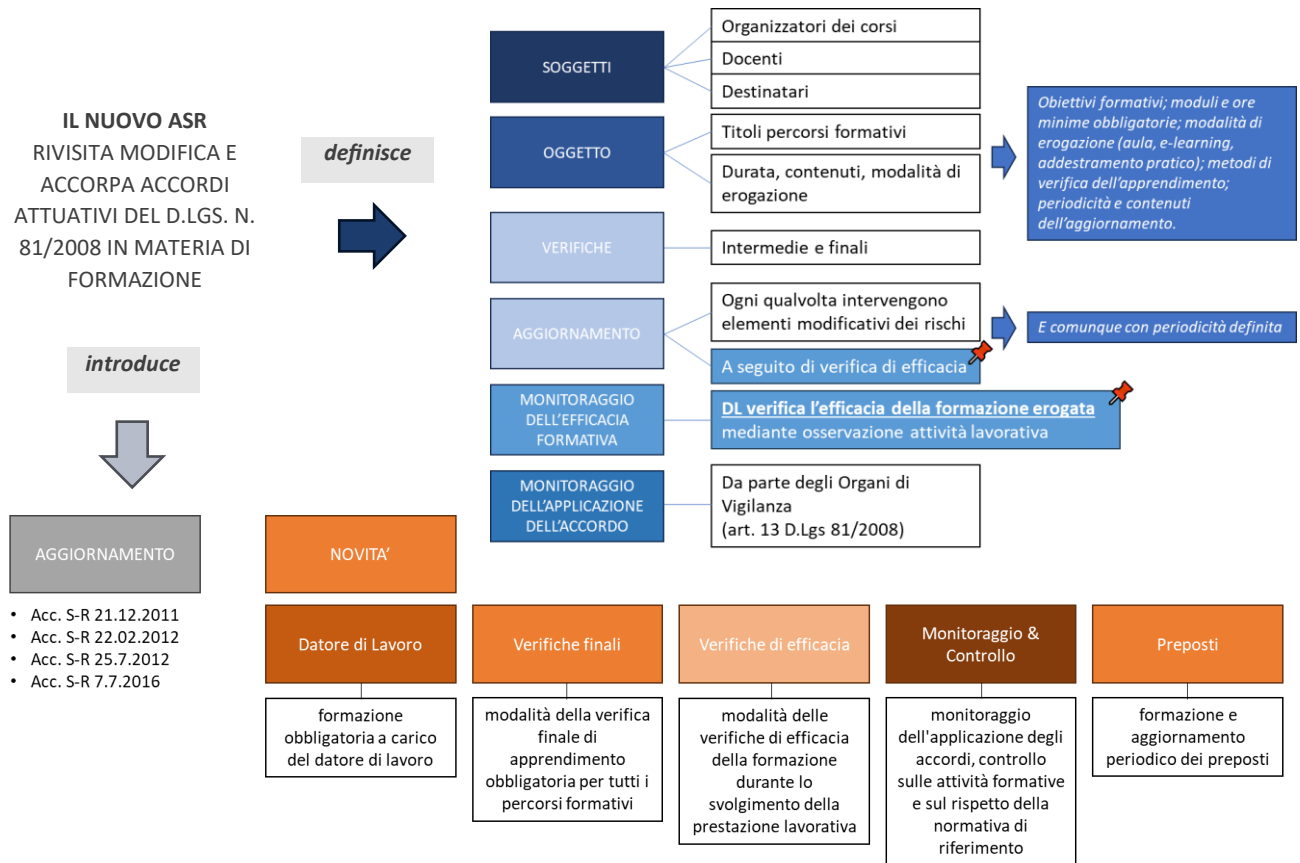 IL NUOVO ASR
RIVISITA MODIFICA E
ACCORPA ACCORDI
ATTUATIVI DEL D.LGS. N.
81/2008 IN MATERIA DI
FORMAZIONE
definisce
introduce
SOGGETTI
Organizzatori dei corsi
Docenti
Destinatari
OGGETTO
Titoli percorsi formativi
Durata, contenuti, modalità di
erogazione
Obiettivi formativi; moduli e ore
minime obbligatorie; modalità di
erogazione (aula, e-learning,
addestramento pratico); metodi di
verifica dell'apprendimento;
periodicità e contenuti
dell'aggiornamento.
VERIFICHE
Intermedie e finali
AGGIORNAMENTO
Ogni qualvolta intervengono
elementi modificativi dei rischi
E comunque con periodicità definita
A seguito di verifica di efficacia
MONITORAGGIO
DELL'EFFICACIA
FORMATIVA
DL verifica l'efficacia della formazione erogata
mediante osservazione attività lavorativa
MONITORAGGIO
DELL'APPLICAZIONE
DELL'ACCORDO
Da parte degli Organi di
Vigilanza
(art. 13 D.Lgs 81/2008)
AGGIORNAMENTO
• Acc. S-R 21.12.2011
• Acc. S-R 22.02.2012
• Acc. S-R 25.7.2012
• Acc. S-R 7.7.2016
NOVITA'
Datore di Lavoro
formazione
obbligatoria a carico
del datore di lavoro
Verifiche finali
modalità della verifica
finale di
apprendimento
obbligatoria per tutti i
percorsi formativi
Verifiche di efficacia
modalità delle
verifiche di efficacia
della formazione
durante lo
svolgimento della
prestazione lavorativa
Monitoraggio &
Controllo
monitoraggio
dell'applicazione degli
accordi, controllo
sulle attività formative
e sul rispetto della
normativa di
riferimento
Preposti
formazione e
aggiornamento
periodico dei preposti